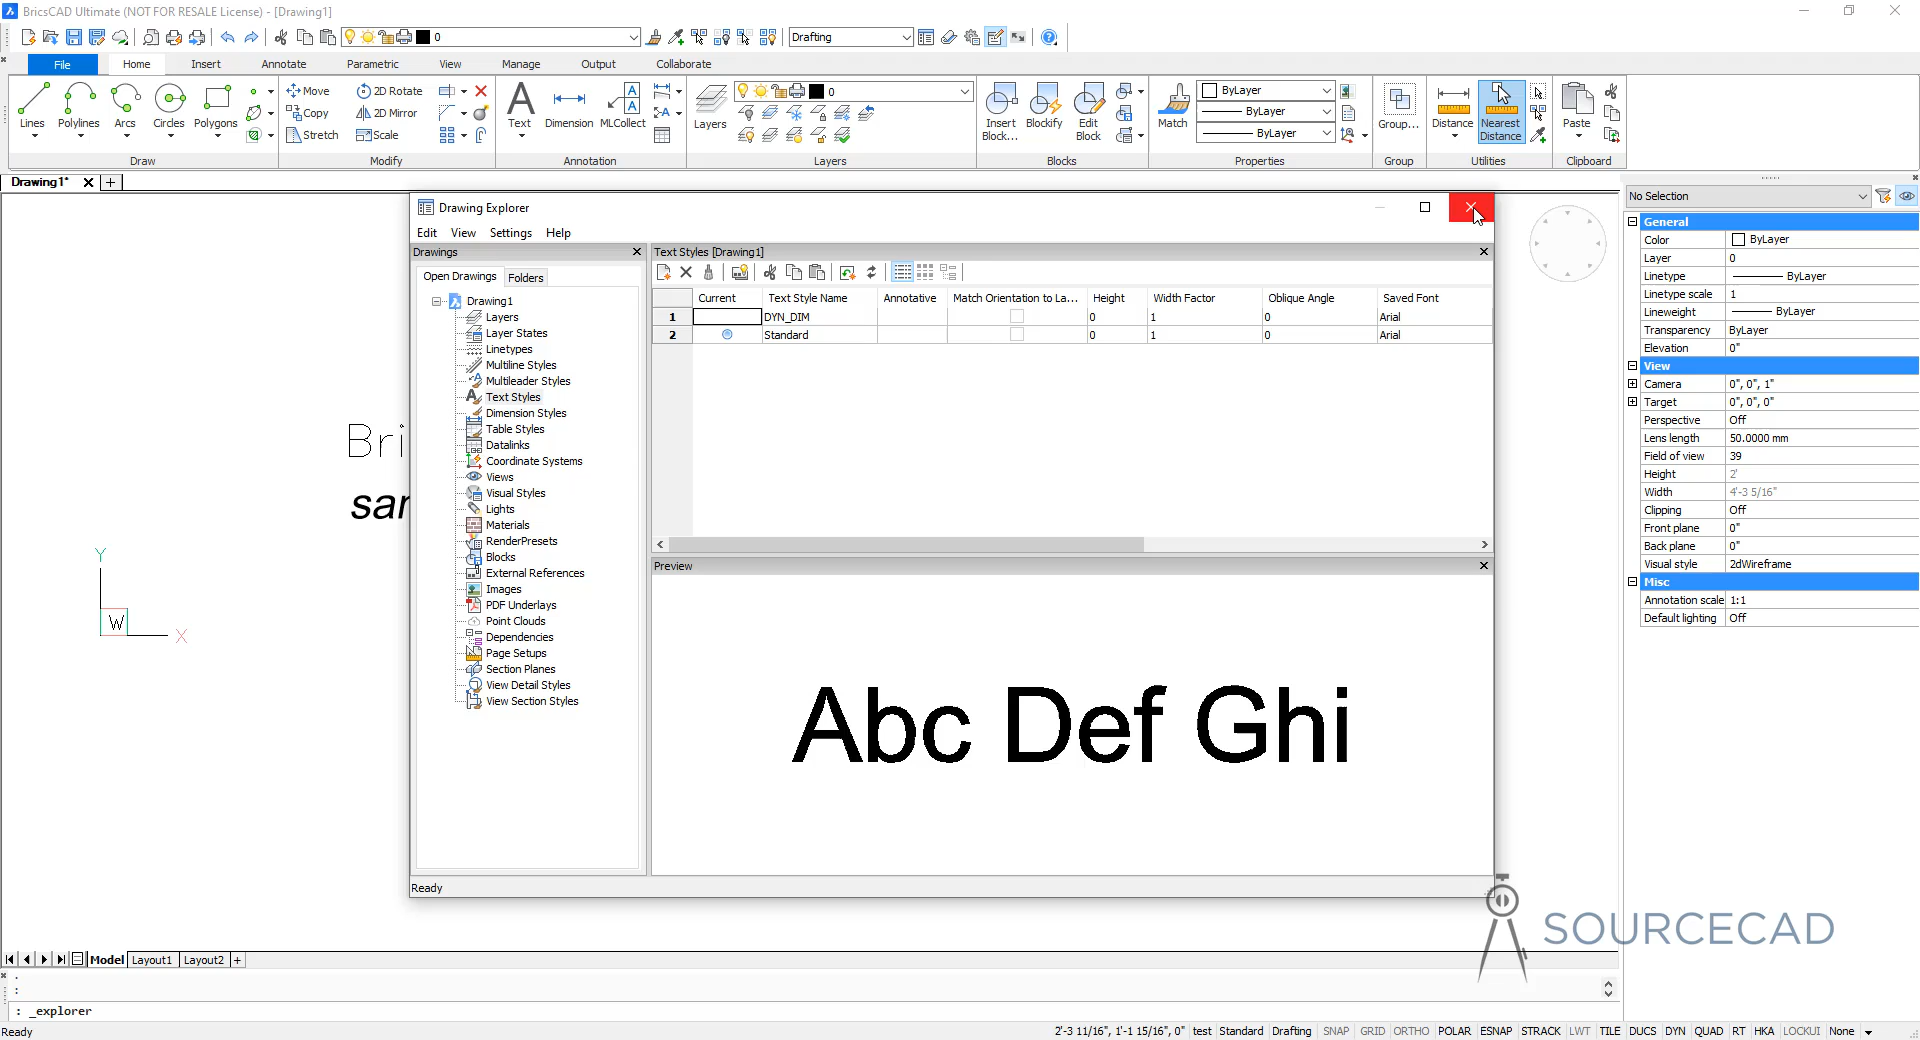 BricsCAD Ultimate (NOT FOR RESALE License) - [Drawing1]
0
Drafting
File Home Insert Annotate Parametric View Manage Output Collaborate
Lines Polylines Arcs Circles Polygons
Draw
Move 2D Rotate
Copy 2D Mirror
Stretch Scale
Modify
Text Dimension MLCollect
Annotation
Layers
0
Layers
Insert Block... Blockify Edit Block
Blocks
Match
ByLayer
ByLayer
ByLayer
Properties
Group...
Group
Distance Nearest Distance
Utilities
Paste
Clipboard
Drawing1*
Drawing Explorer
Edit View Settings Help
Drawings
Open Drawings Folders
Drawing1
Layers
Layer States
Linetypes
Multiline Styles
Multileader Styles
Text Styles
Dimension Styles
Table Styles
Datalinks
Coordinate Systems
Views
Visual Styles
Lights
Materials
RenderPresets
Blocks
External References
Images
PDF Underlays
Point Clouds
Dependencies
Page Setups
Section Planes
View Detail Styles
View Section Styles
Text Styles [Drawing1]
Current Text Style Name Annotative Match Orientation to La... Height Width Factor Oblique Angle Saved Font
1 DYN_DIM 0 1 0 Arial
2 Standard 0 1 0 Arial
Preview
Abc Def Ghi
Ready
Bri
sar
Y
W
X
No Selection
General
Color ByLayer
Layer 0
Linetype ByLayer
Linetype scale 1
Lineweight ByLayer
Transparency ByLayer
Elevation 0"
View
Camera 0", 0", 1"
Target 0", 0", 0"
Perspective Off
Lens length 50.0000 mm
Field of view 39
Height 2'
Width 4'-3 5/16"
Clipping Off
Front plane 0"
Back plane 0"
Visual style 2dWireframe
Misc
Annotation scale 1:1
Default lighting Off
SOURCECAD
Model Layout1 Layout2 +
:
:
: _explorer
Ready
2'-3 11/16", 1'-1 15/16", 0" test Standard Drafting SNAP GRID ORTHO POLAR ESNAP STRACK LWT TILE DUCS DYN QUAD RT HKA LOCKUI None